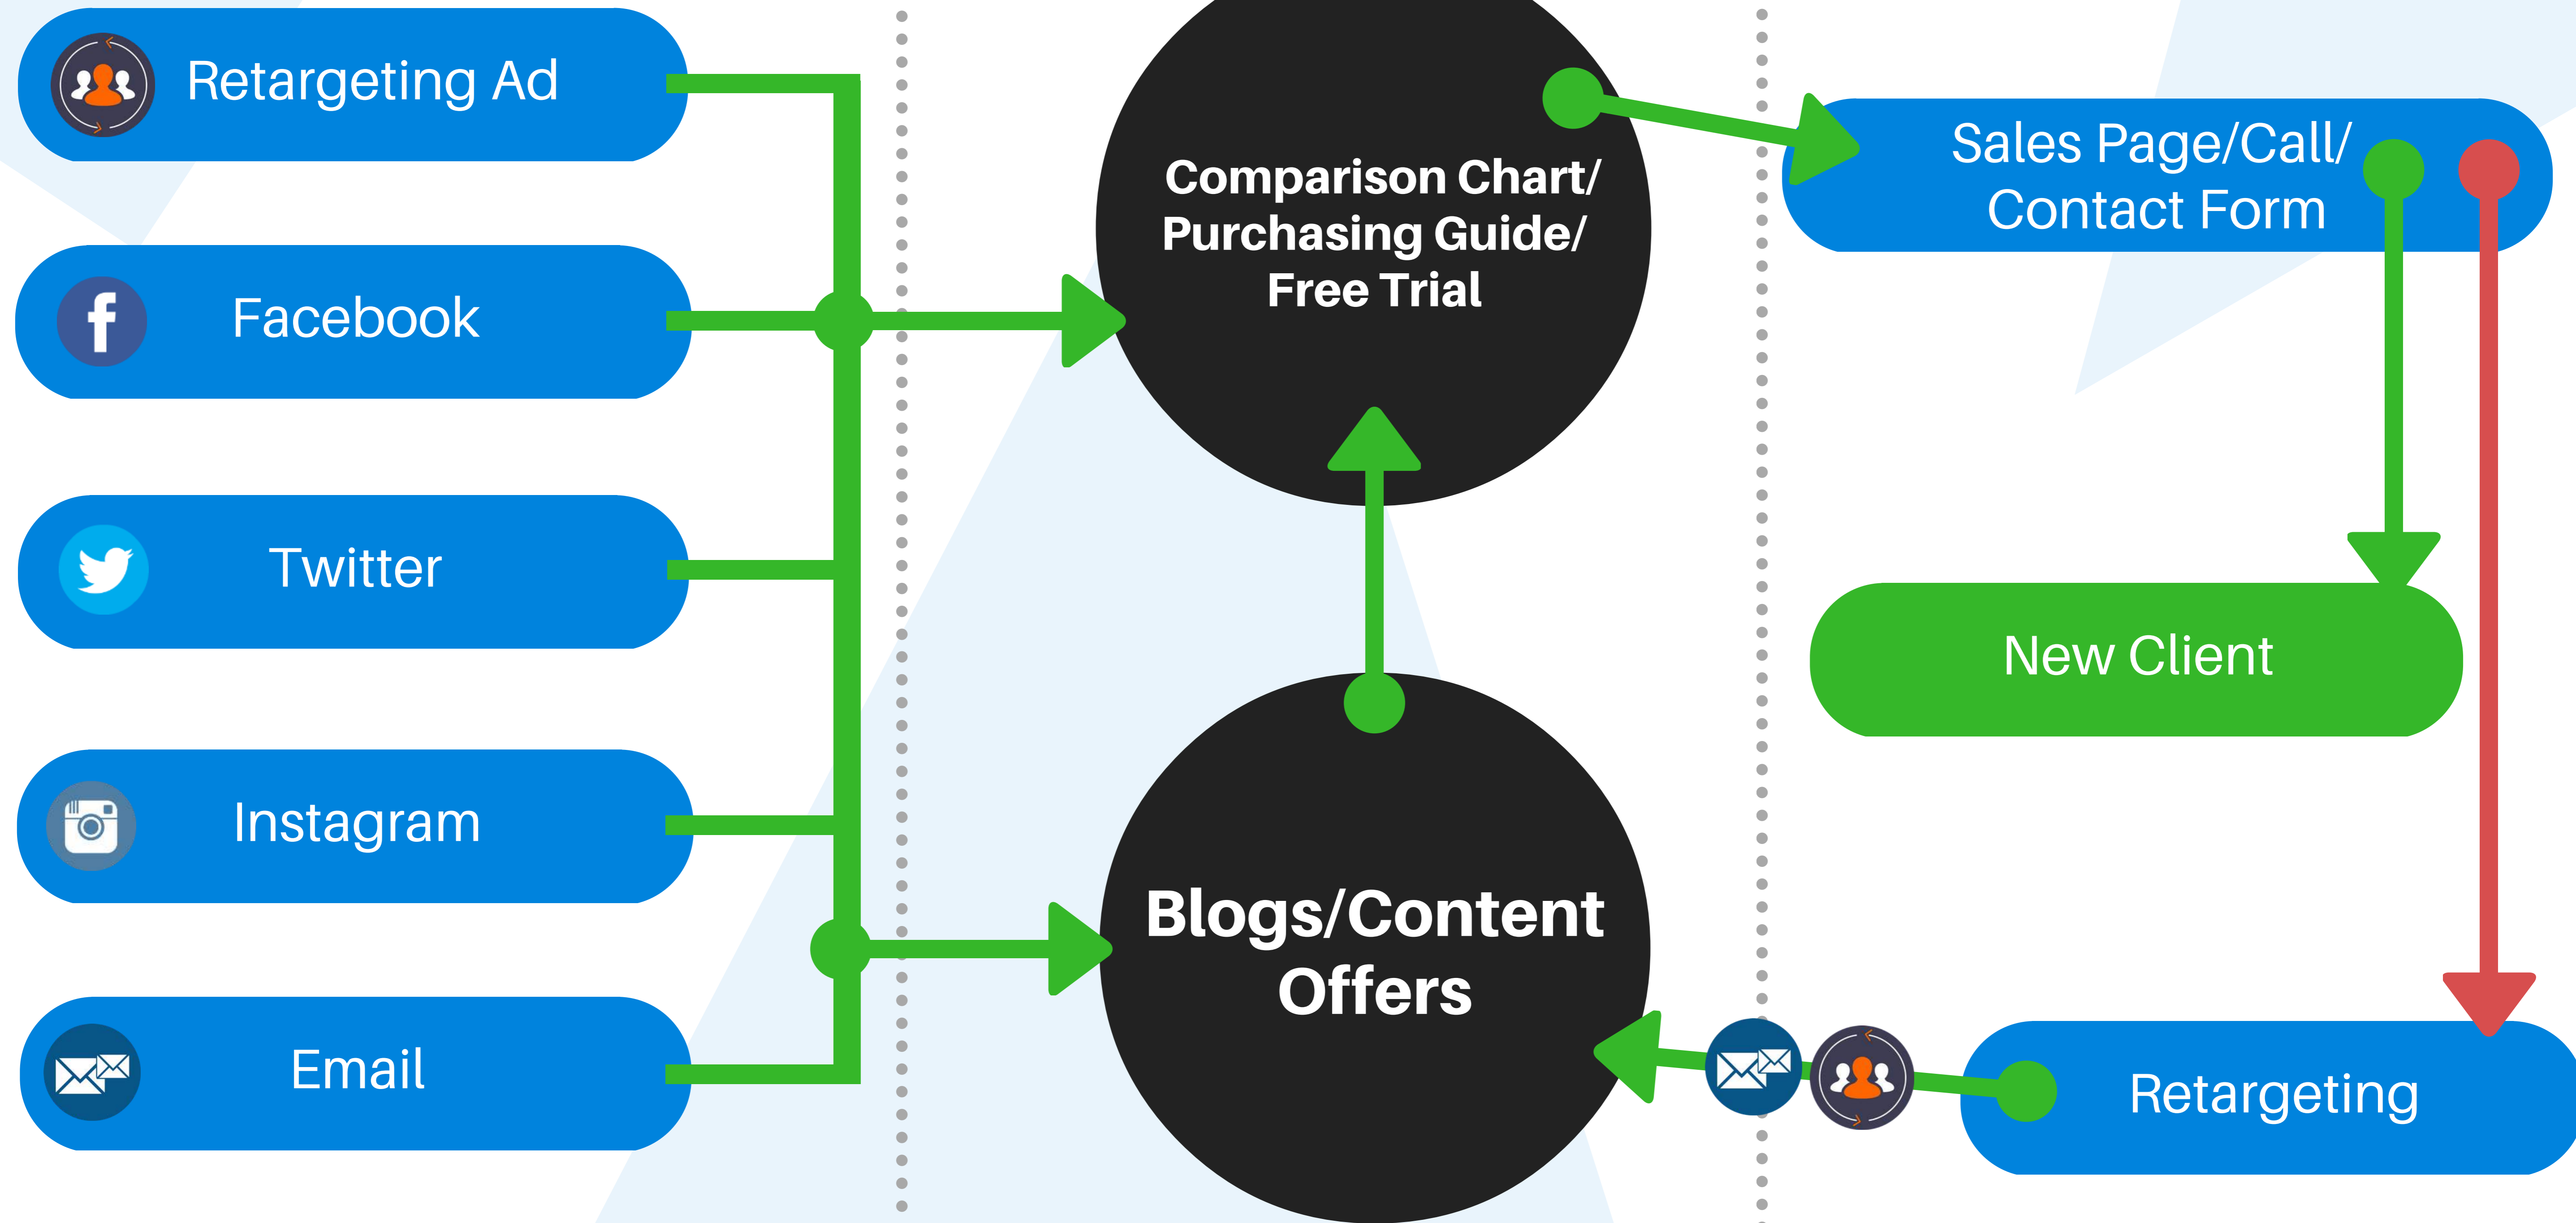 Retargeting Ad
Facebook
Twitter
Instagram
Email
Comparison Chart/
Purchasing Guide/
Free Trial
Blogs/Content
Offers
Sales Page/Call/
Contact Form
New Client
Retargeting